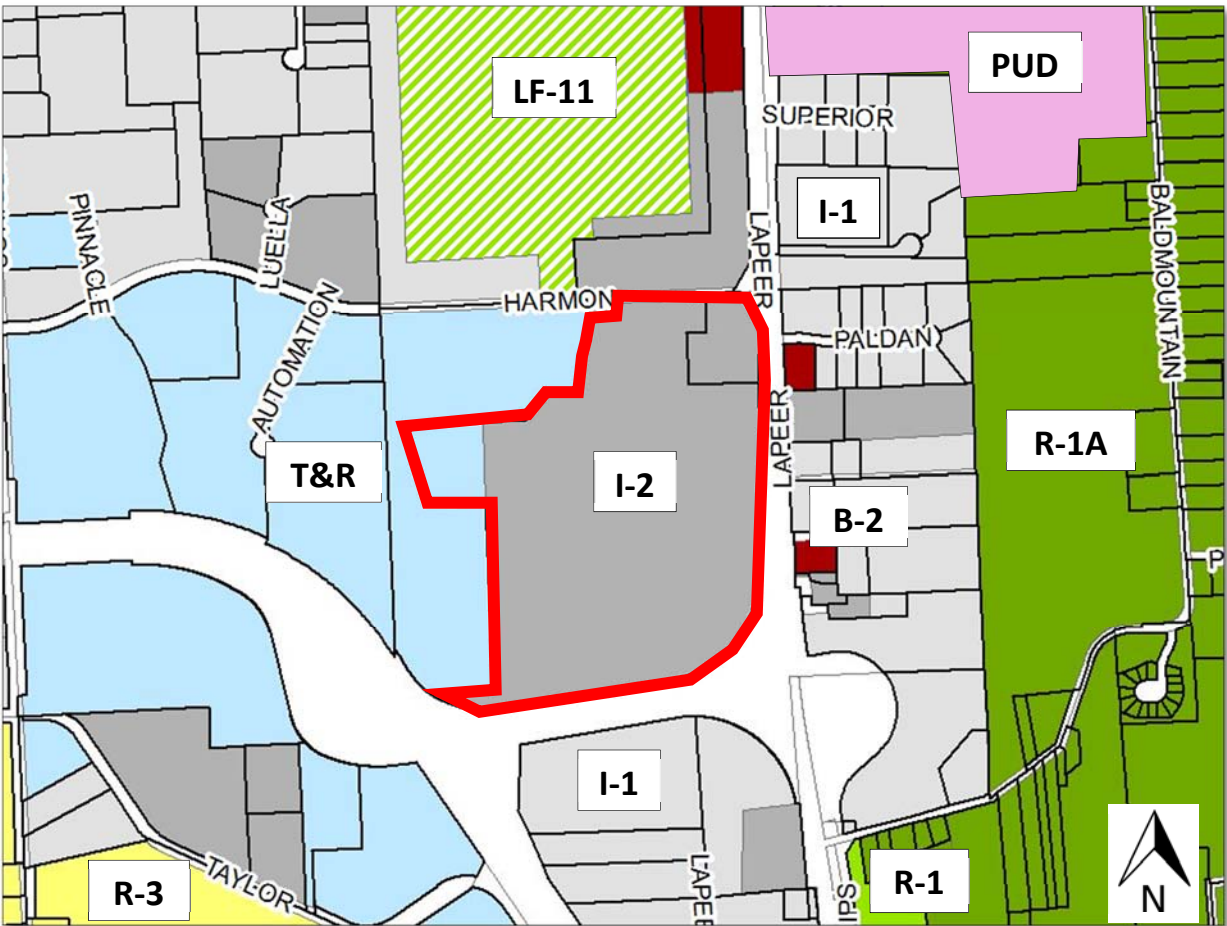 PUD
LF-11
SUPERIOR
I-1
PINNACLE
LUELLA
LAPEER
BALDMOUNTAIN
HARMON
AUTOMATION
PALDAN
LAPEER
R-1A
T&R
I-2
B-2
P
I-1
R-3
TAYLOR
LAPEE
R-1
N